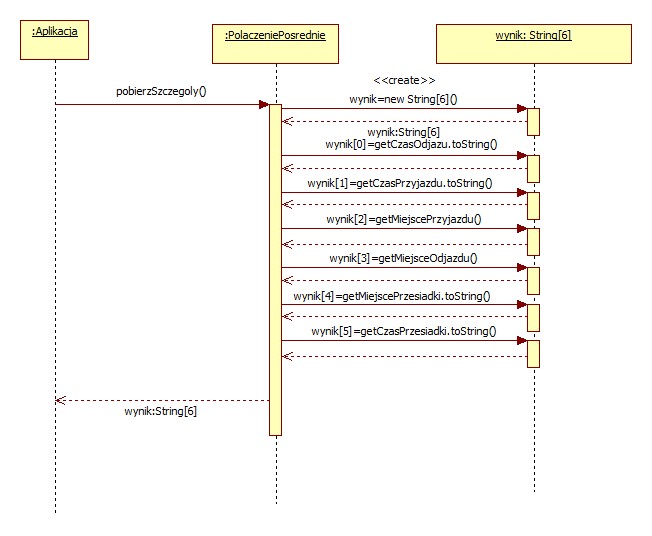 :Aplikacja
:PolaczeniePosrednie
wynik: String[6]
<<create>>
pobierzSzczegoly()
wynik=new String[6]()
wynik:String[6]
wynik[0]=getCzasOdjazu.toString()
wynik[1]=getCzasPrzyjazdu.toString()
wynik[2]=getMiejscePrzyjazdu()
wynik[3]=getMiejsceOdjazdu()
wynik[4]=getMiejscePrzesiadki.toString()
wynik[5]=getCzasPrzesiadki.toString()
wynik:String[6]